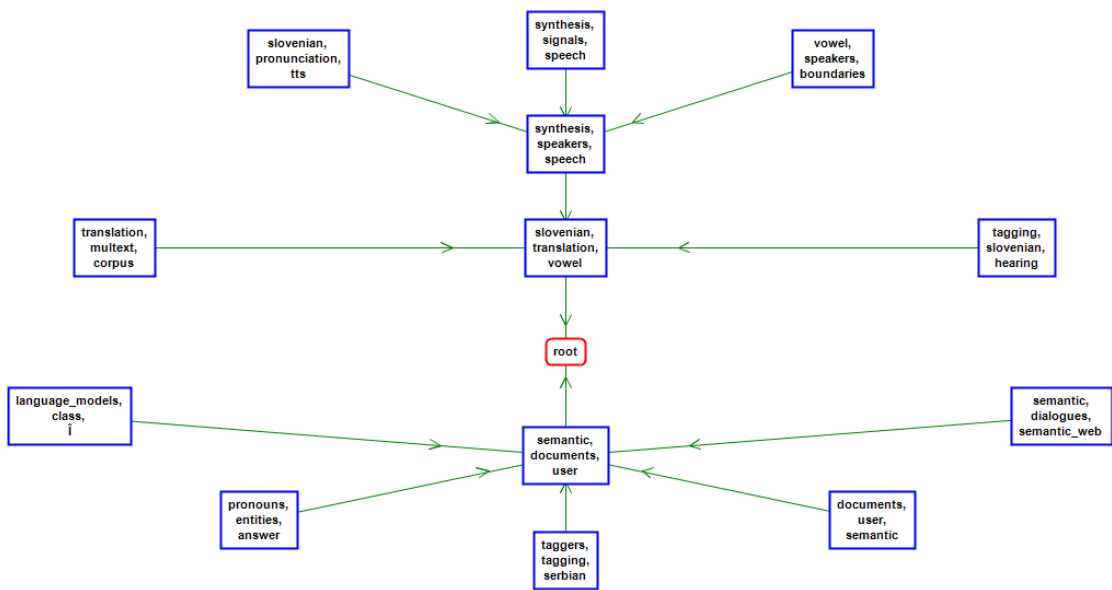 synthesis,
signals,
speech
slovenian,
pronunciation,
tts
vowel,
speakers,
boundaries
synthesis,
speakers,
speech
translation,
multext,
corpus
slovenian,
translation,
vowel
tagging,
slovenian,
hearing
root
language_models,
class,
Î
semantic,
dialogues,
semantic_web
semantic,
documents,
user
pronouns,
entities,
answer
documents,
user,
semantic
taggers,
tagging,
serbian